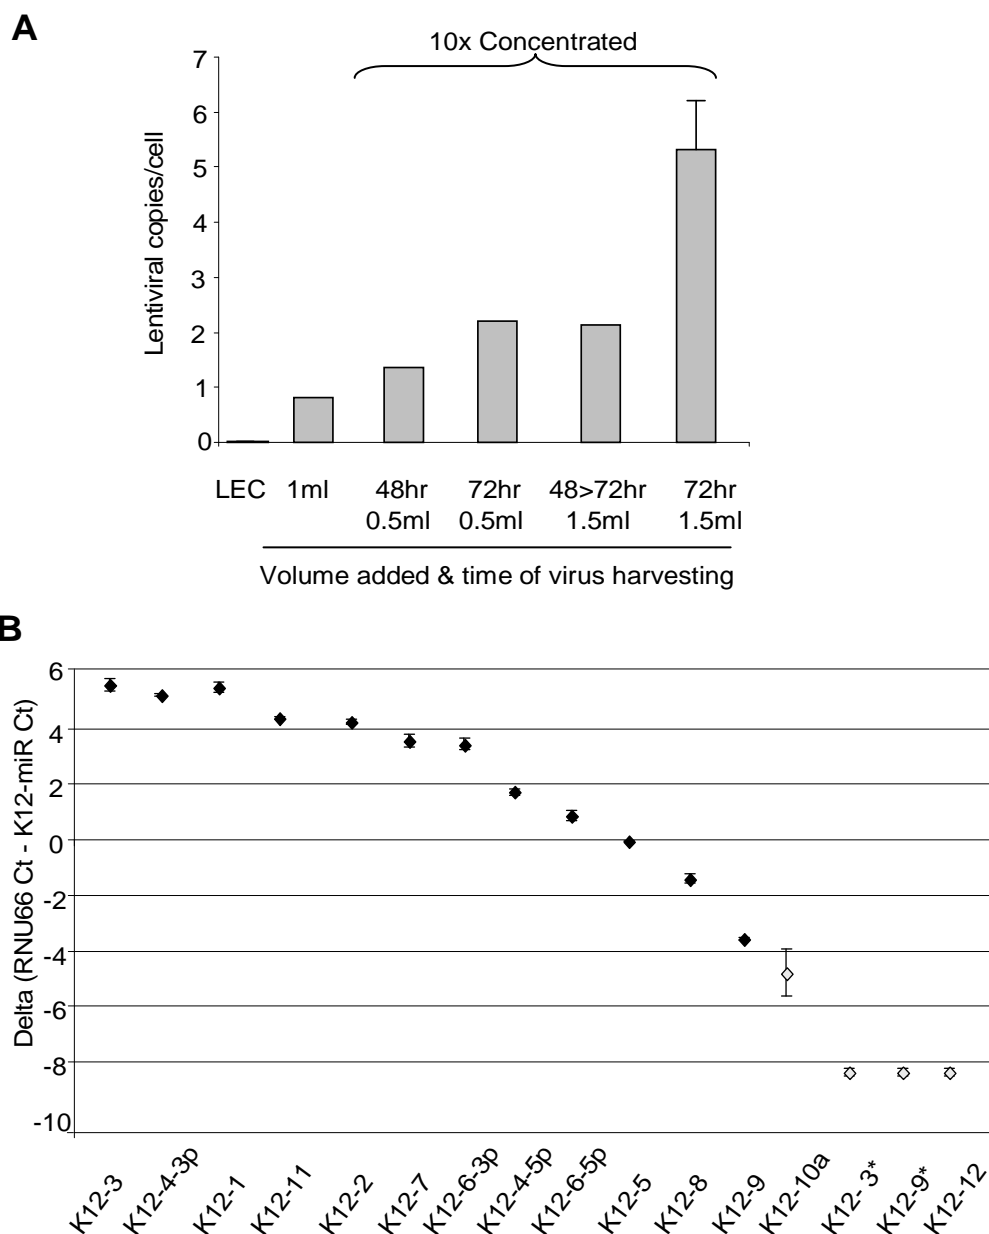 A
10x Concentrated
Lentiviral copies/cell
7
6
5
4
3
2
1
0
LEC 1ml 48hr 72hr 48>72hr 72hr
0.5ml 0.5ml 1.5ml 1.5ml
Volume added & time of virus harvesting
B
Delta (RNU66 Ct - K12-miR Ct)
6
4
2
0
-2
-4
-6
-8
-10
K12-3
K12-4-3p
K12-1
K12-11
K12-2
K12-7
K12-6-3p
K12-4-5p
K12-6-5p
K12-5
K12-8
K12-9
K12-10a
K12- 3*
K12-9*
K12-12